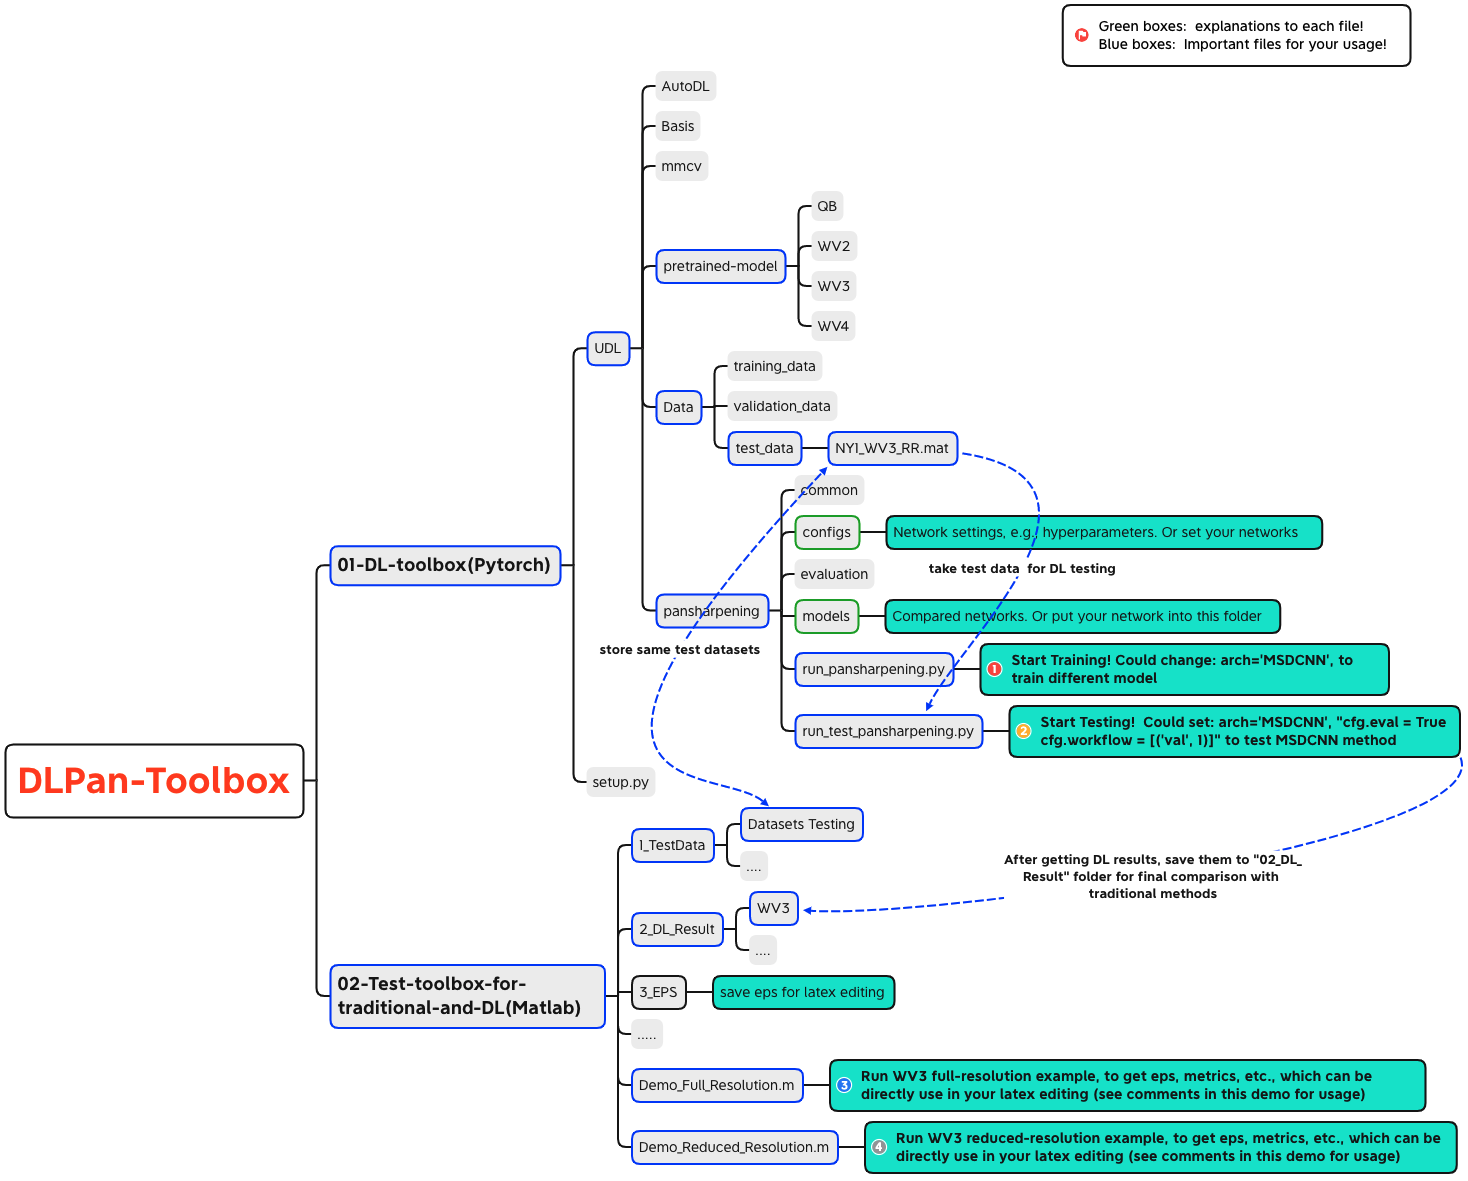 Green boxes:  explanations to each file!
Blue boxes:  Important files for your usage!
AutoDL
Basis
mmcv
QB
WV2
pretrained-model
WV3
WV4
UDL
training_data
Data
validation_data
test_data
NY1_WV3_RR.mat
common
configs
Network settings, e.g., hyperparameters. Or set your networks
01-DL-toolbox(Pytorch)
evaluation
take test data  for DL testing
pansharpening
models
Compared networks. Or put your network into this folder
store same test datasets
run_pansharpening.py
1
Start Training! Could change: arch='MSDCNN', to
train different model
run_test_pansharpening.py
2
Start Testing!  Could set: arch='MSDCNN', "cfg.eval = True
cfg.workflow = [('val', 1)]" to test MSDCNN method
DLPan-Toolbox
setup.py
Datasets Testing
1_TestData
....
After getting DL results, save them to "02_DL_
Result" folder for final comparison with
traditional methods
WV3
2_DL_Result
....
02-Test-toolbox-for-
traditional-and-DL(Matlab)
3_EPS
save eps for latex editing
.....
Demo_Full_Resolution.m
3
Run WV3 full-resolution example, to get eps, metrics, etc., which can be
directly use in your latex editing (see comments in this demo for usage)
Demo_Reduced_Resolution.m
4
Run WV3 reduced-resolution example, to get eps, metrics, etc., which can be
directly use in your latex editing (see comments in this demo for usage)